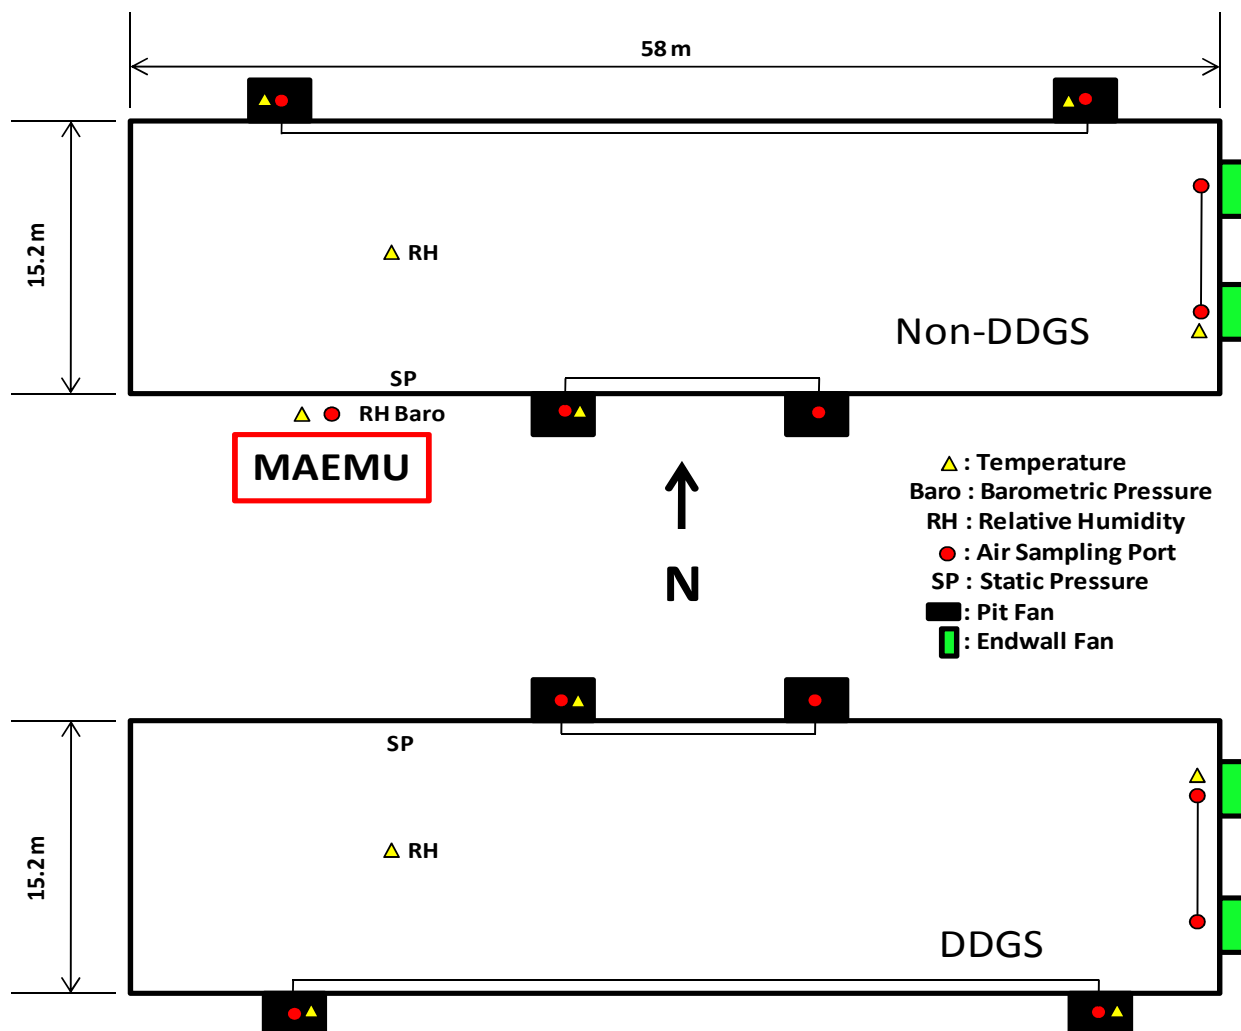 58 m
15.2 m
RH
Non-DDGS
SP
RH Baro
MAEMU
N
: Temperature
Baro : Barometric Pressure
RH : Relative Humidity
: Air Sampling Port
SP : Static Pressure
: Pit Fan
: Endwall Fan
SP
15.2 m
RH
DDGS